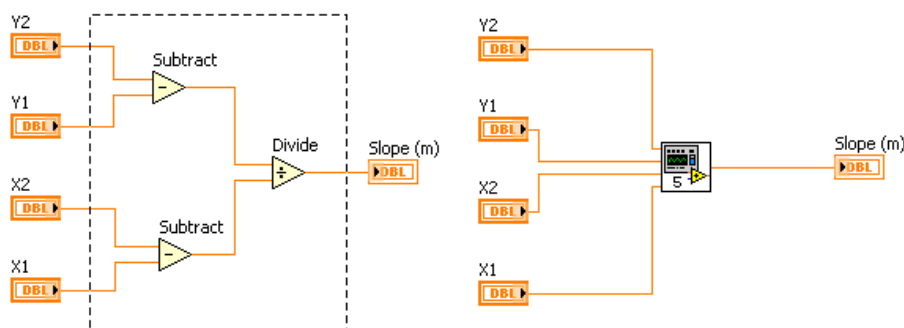 Y2
DBL
Subtract
Y1
DBL
Divide
Slope (m)
DBL
X2
DBL
Subtract
X1
DBL
Y2
DBL
Y1
DBL
Slope (m)
DBL
5
X2
DBL
X1
DBL